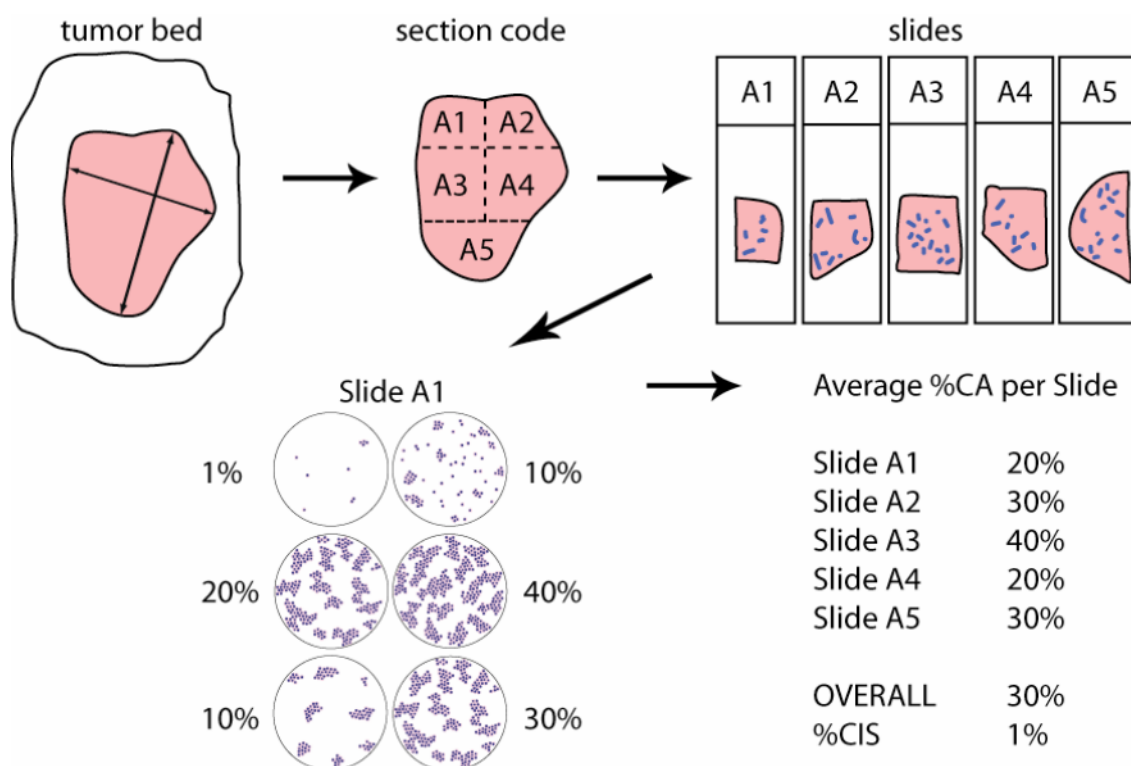 tumor bed
section code
slides
A1 A2
A3 A4
A5
A1 A2 A3 A4 A5
Slide A1
1% 10%
20% 40%
10% 30%
Average %CA per Slide
Slide A1 20%
Slide A2 30%
Slide A3 40%
Slide A4 20%
Slide A5 30%
OVERALL 30%
%CIS 1%